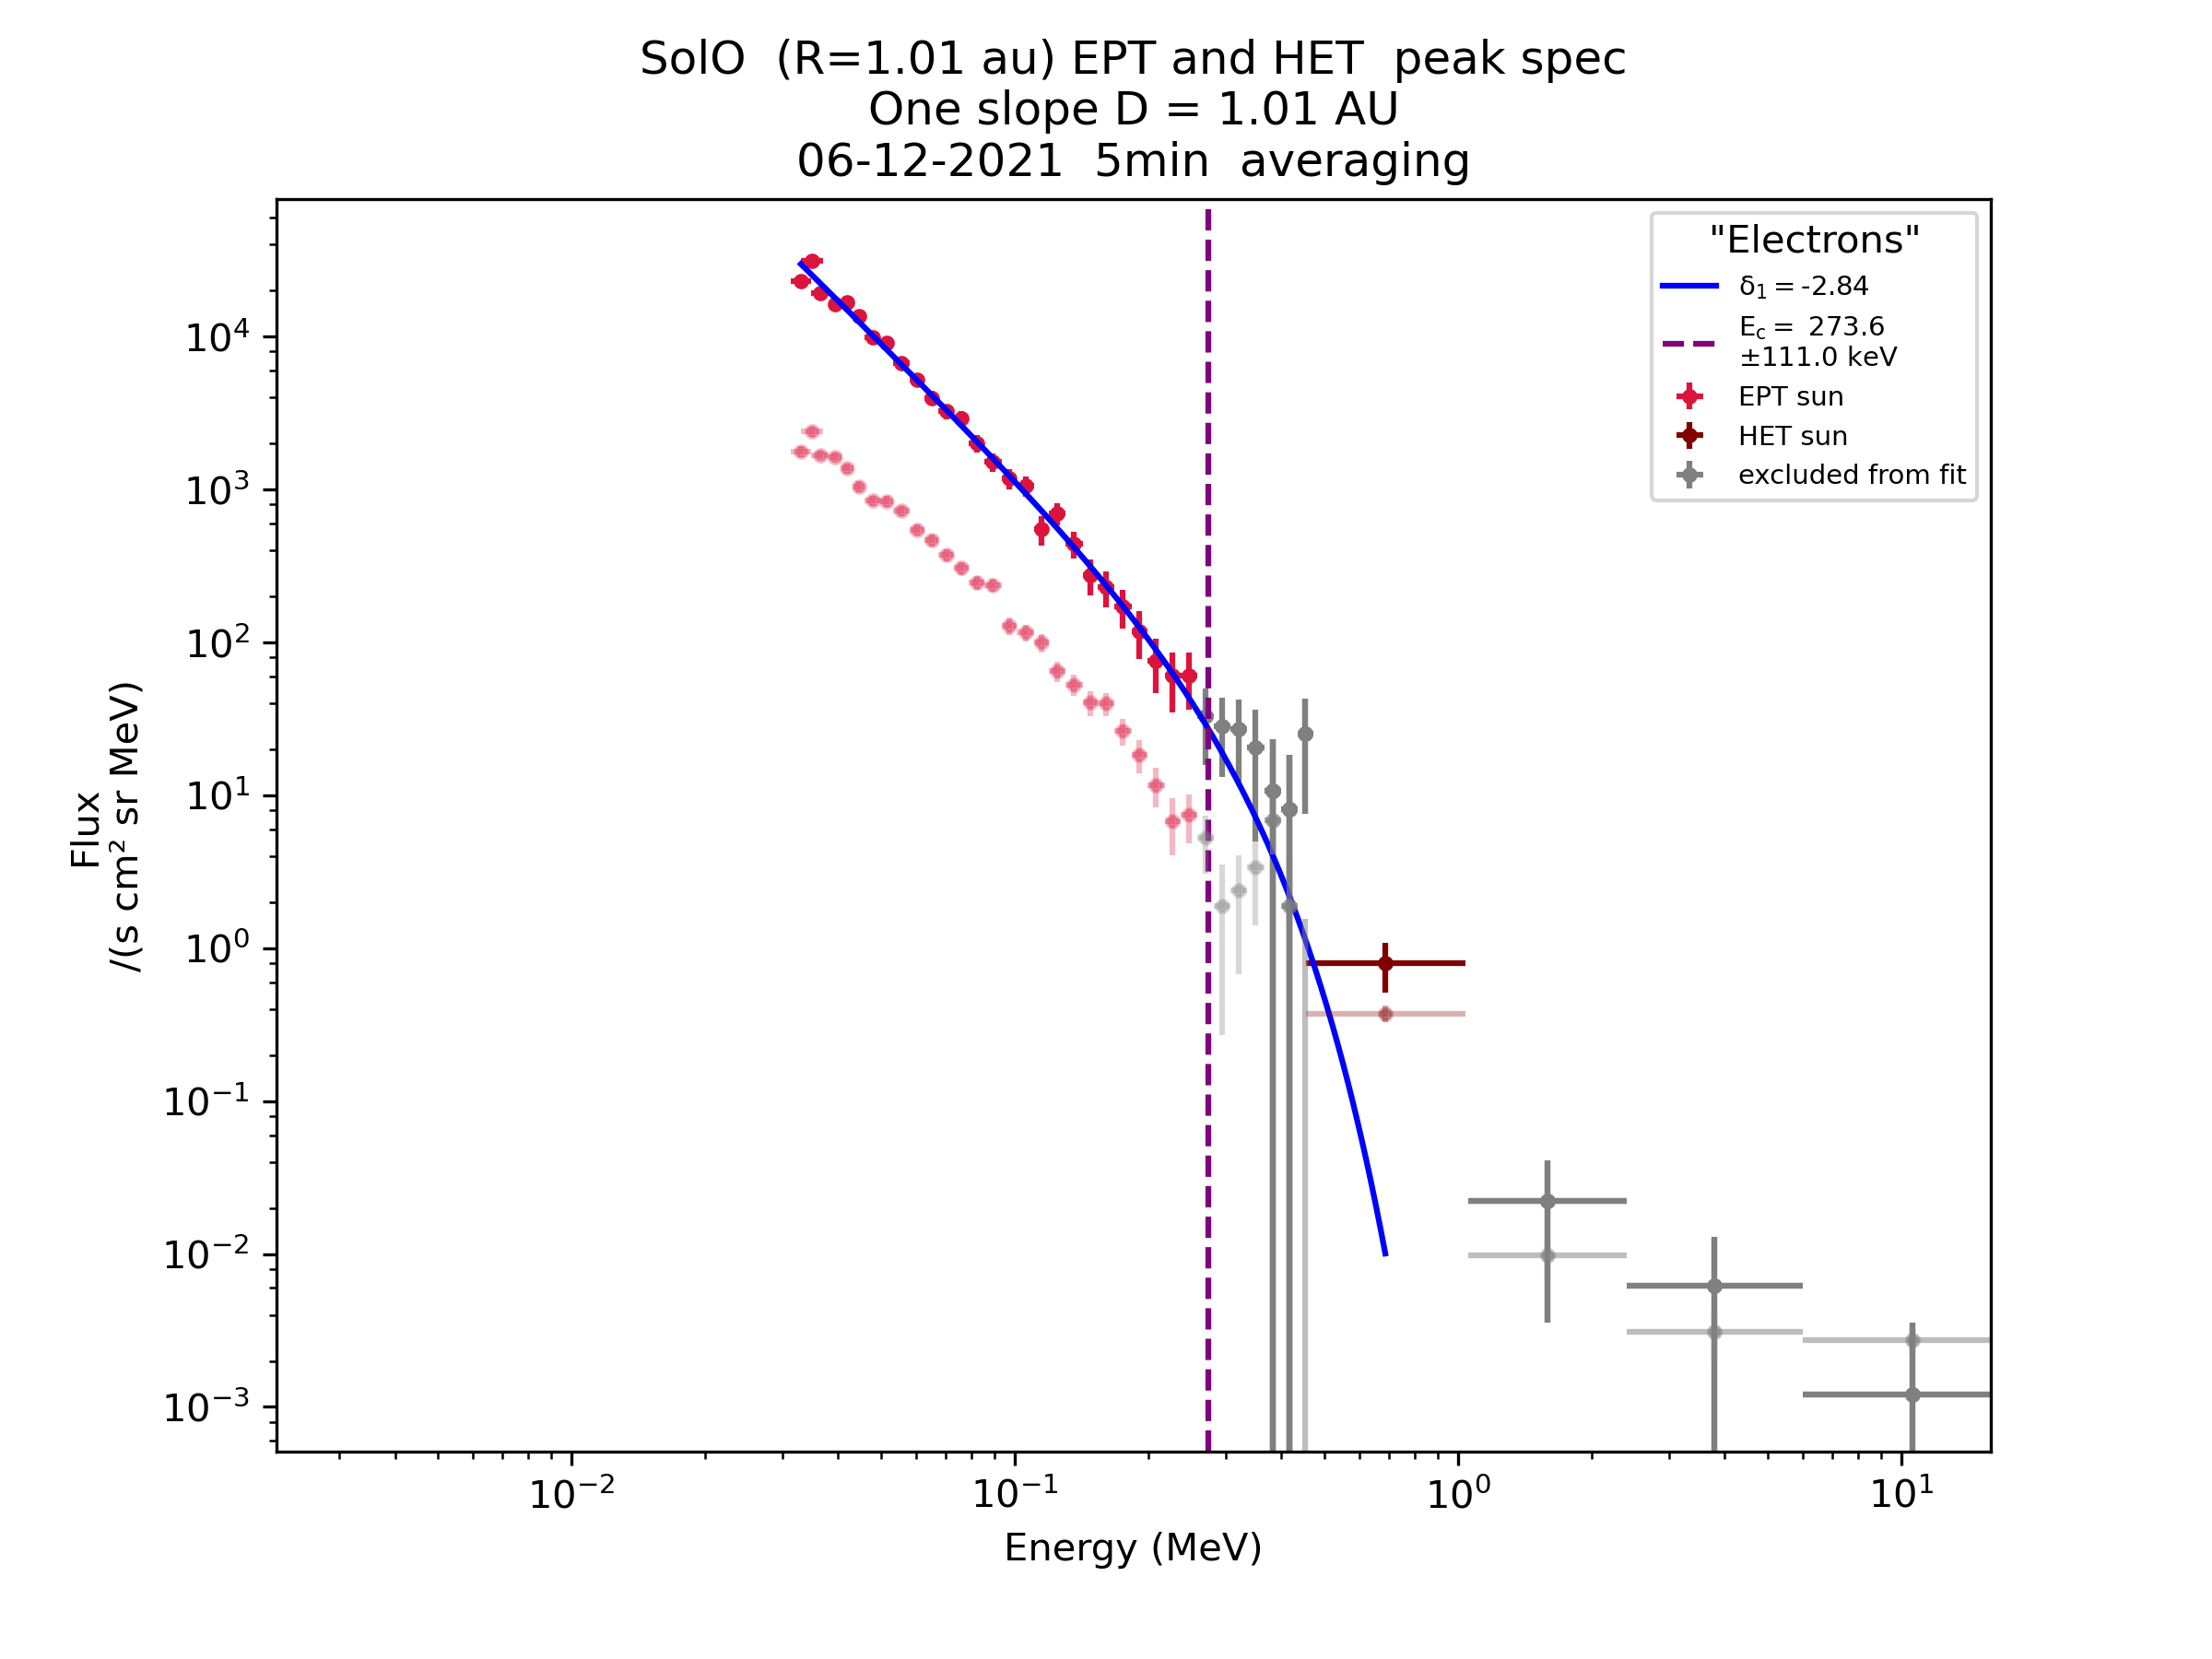 SolO  (R=1.01 au) EPT and HET  peak spec
One slope D = 1.01 AU
06-12-2021  5min  averaging
"Electrons"
δ₁ = -2.84
E_c = 273.6
±111.0 keV
EPT sun
HET sun
excluded from fit
Flux
/(s cm² sr MeV)
10⁴
10³
10²
10¹
10⁰
10⁻¹
10⁻²
10⁻³
10⁻² 10⁻¹ 10⁰ 10¹
Energy (MeV)